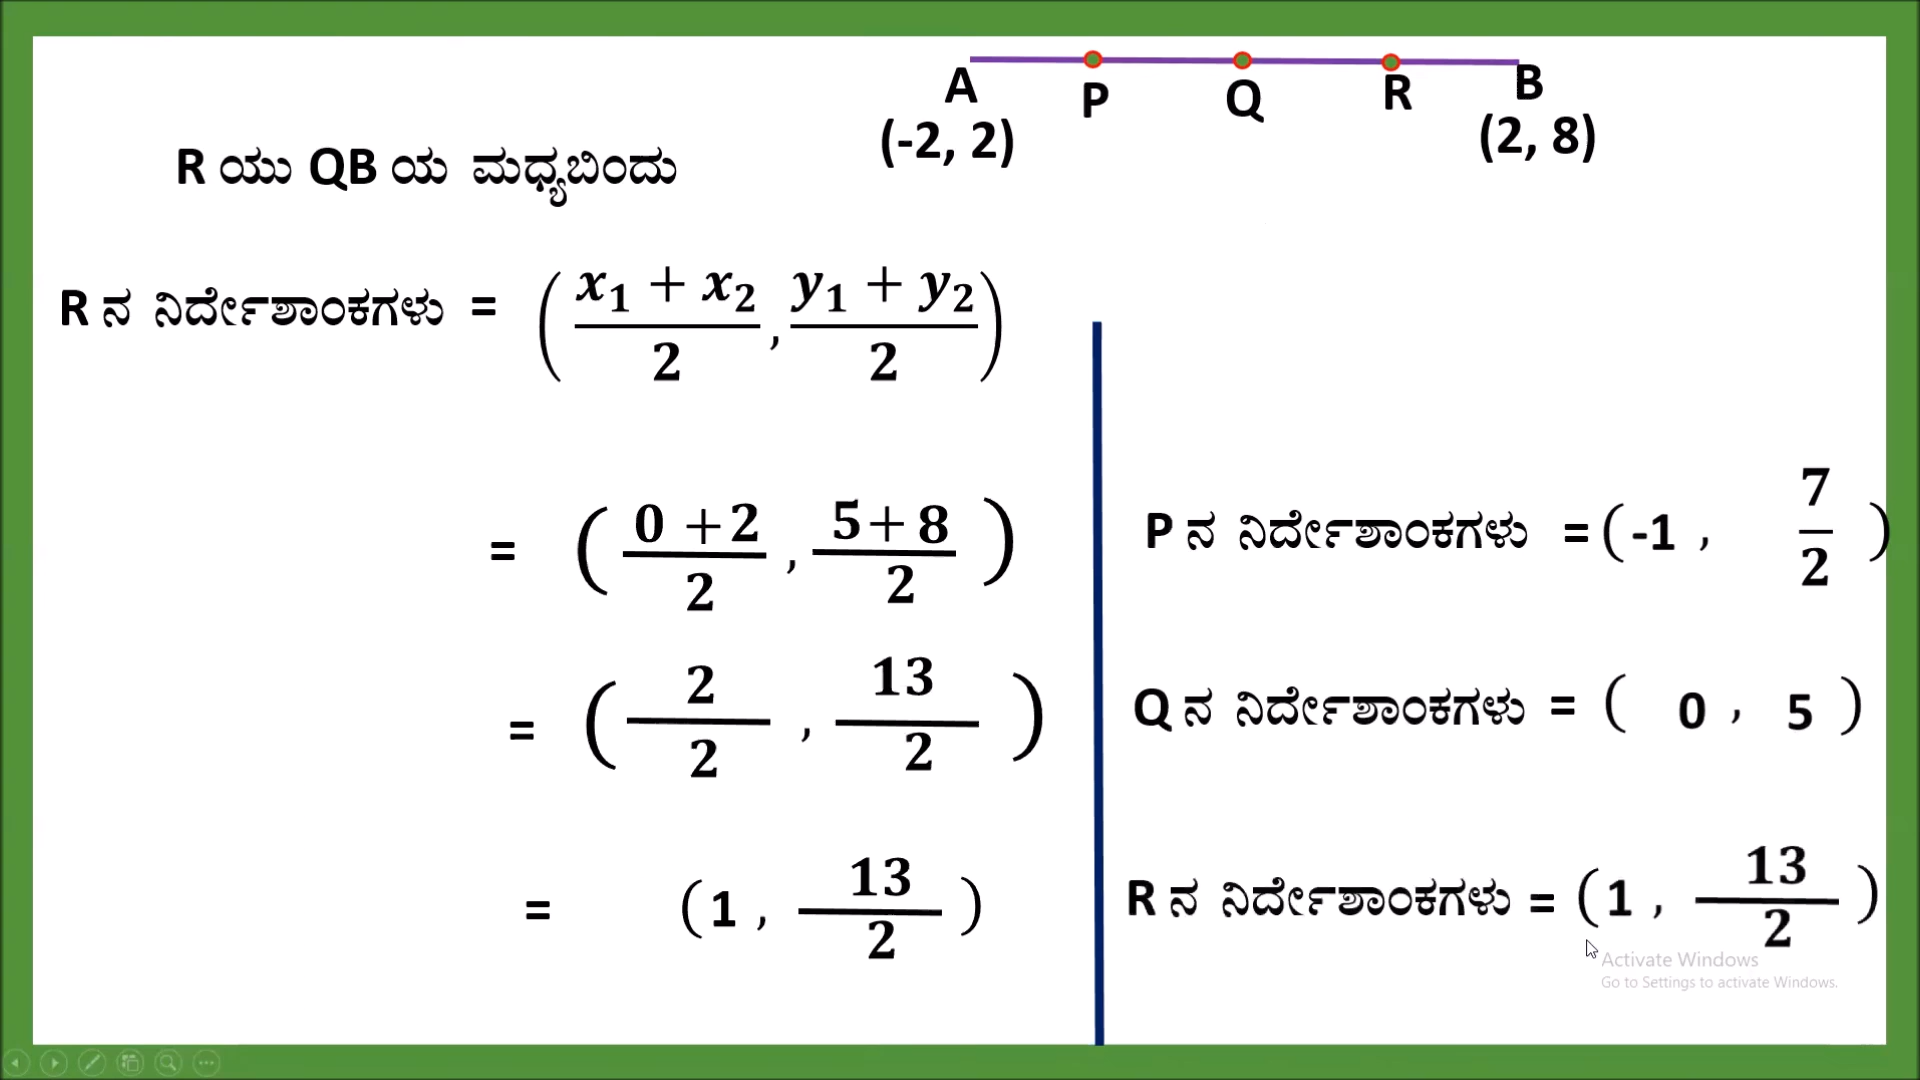 A P Q R B
(-2, 2) (2, 8)
R ಯು QB ಯ ಮಧ್ಯಬಿಂದು
R ನ ನಿರ್ದೇಶಾಂಕಗಳು = ( x₁ + x₂ / 2 , y₁ + y₂ / 2 )
= ( 0 +2 / 2 , 5+8 / 2 )
= ( 2 / 2 , 13 / 2 )
= ( 1 , 13 / 2 )
P ನ ನಿರ್ದೇಶಾಂಕಗಳು = ( -1 , 7 / 2 )
Q ನ ನಿರ್ದೇಶಾಂಕಗಳು = ( 0 , 5 )
R ನ ನಿರ್ದೇಶಾಂಕಗಳು = ( 1 , 13 / 2 )
Activate Windows
Go to Settings to activate Windows.